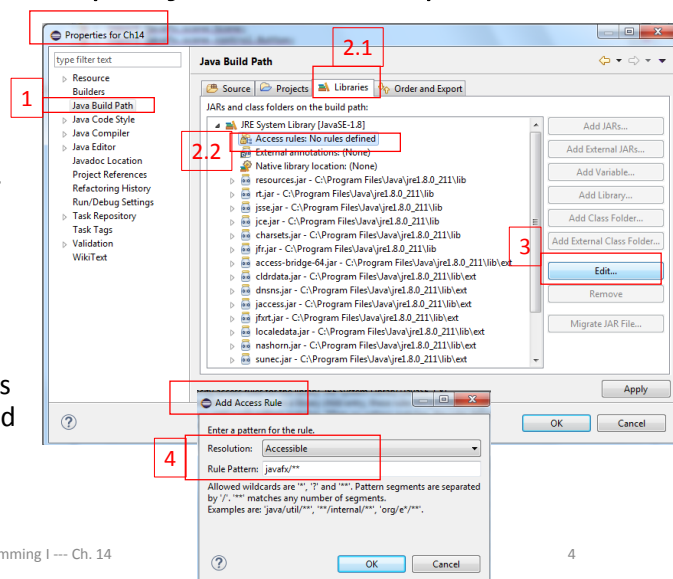 Properties for Ch14
type filter text
Resource
Builders
Java Build Path
Java Code Style
Java Compiler
Java Editor
Javadoc Location
Project References
Refactoring History
Run/Debug Settings
Task Repository
Task Tags
Validation
WikiText
1
Java Build Path
2.1
Source
Projects
Libraries
Order and Export
JARs and class folders on the build path:
JRE System Library [JavaSE-1.8]
Access rules: No rules defined
2.2
External annotations: (None)
Native library location: (None)
resources.jar - C:\Program Files\Java\jre1.8.0_211\lib
rt.jar - C:\Program Files\Java\jre1.8.0_211\lib
jsse.jar - C:\Program Files\Java\jre1.8.0_211\lib
jce.jar - C:\Program Files\Java\jre1.8.0_211\lib
charsets.jar - C:\Program Files\Java\jre1.8.0_211\lib
jfr.jar - C:\Program Files\Java\jre1.8.0_211\lib
access-bridge-64.jar - C:\Program Files\Java\jre1.8.0_211\lib\ext
cldrdata.jar - C:\Program Files\Java\jre1.8.0_211\lib\ext
dnsns.jar - C:\Program Files\Java\jre1.8.0_211\lib\ext
jaccess.jar - C:\Program Files\Java\jre1.8.0_211\lib\ext
jfxrt.jar - C:\Program Files\Java\jre1.8.0_211\lib\ext
localedata.jar - C:\Program Files\Java\jre1.8.0_211\lib\ext
nashorn.jar - C:\Program Files\Java\jre1.8.0_211\lib\ext
sunec.jar - C:\Program Files\Java\jre1.8.0_211\lib\ext
Add JARs...
Add External JARs...
Add Variable...
Add Library...
Add Class Folder...
Add External Class Folder...
3
Edit...
Remove
Migrate JAR File...
Apply
OK
Cancel
s
d
Add Access Rule
Enter a pattern for the rule.
4
Resolution: Accessible
Rule Pattern: javafx/**
Allowed wildcards are '*', '?' and '**'. Pattern segments are separated
by '/'. '**' matches any number of segments.
Examples are: 'java/util/**', '**/internal/**', 'org/e*/**'.
OK
Cancel
mming I --- Ch. 14
4